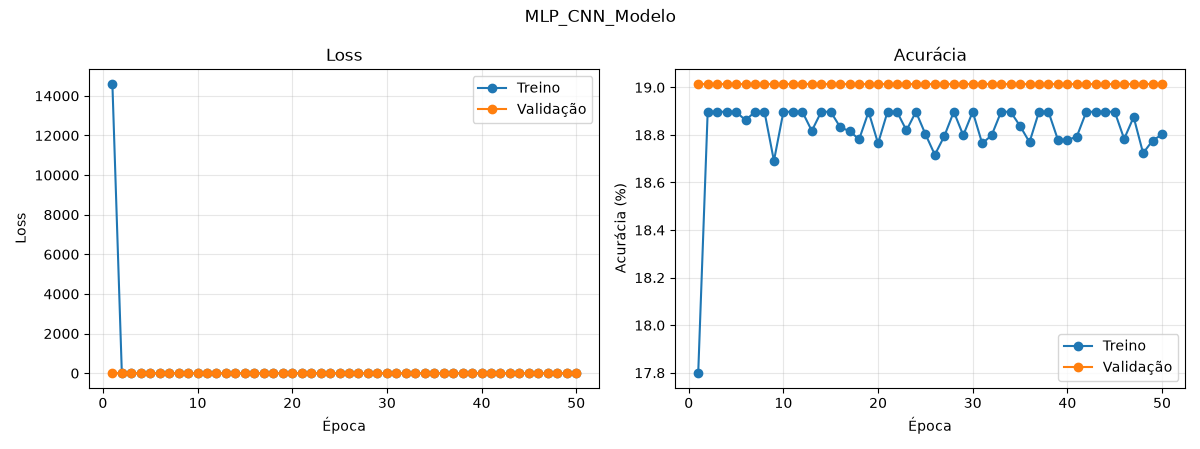 MLP_CNN_Modelo
Loss
Treino
Validação
14000
12000
10000
8000
6000
4000
2000
0
Loss
0 10 20 30 40 50
Época
Acurácia
19.0
18.8
18.6
18.4
18.2
18.0
17.8
Acurácia (%)
Treino
Validação
0 10 20 30 40 50
Época